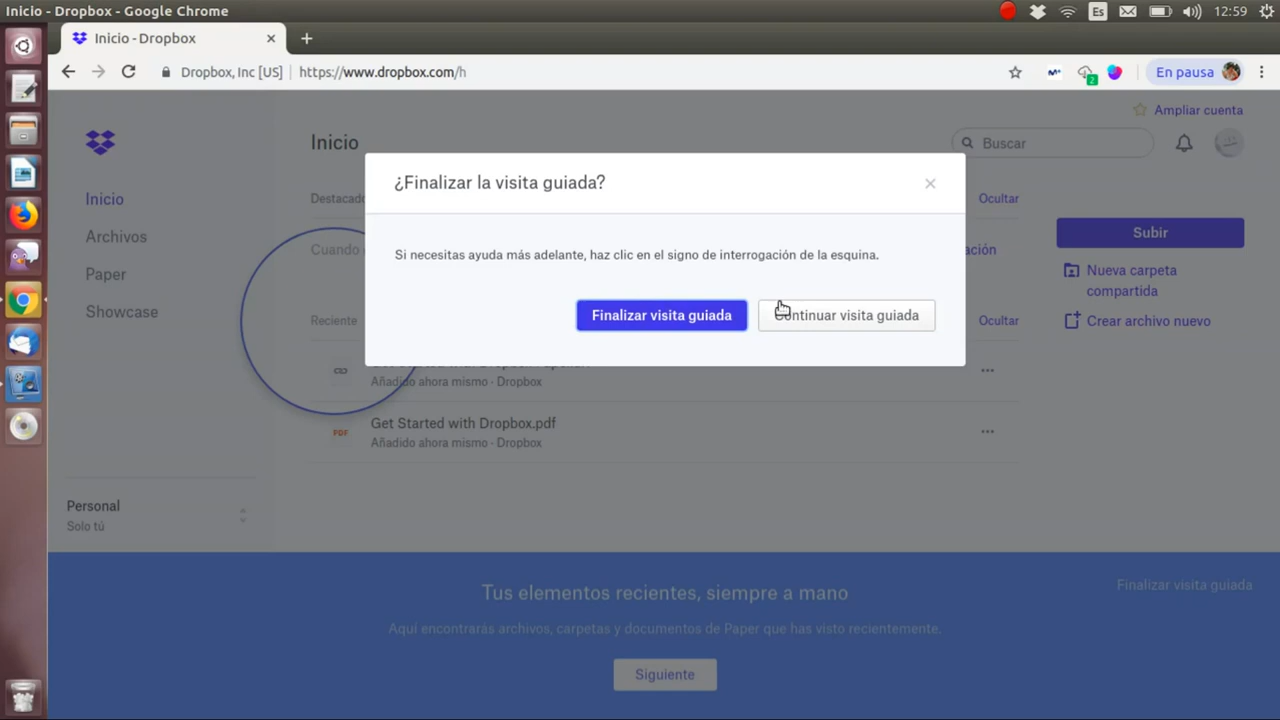 Inicio - Dropbox - Google Chrome
Es
12:59
Inicio - Dropbox
Dropbox, Inc [US]
https://www.dropbox.com/h
2
En pausa
Ampliar cuenta
Inicio
Buscar
Inicio
Archivos
Paper
Showcase
Destacado
Ocultar
Cuando
ación
Reciente
Ocultar
¿Finalizar la visita guiada?
Si necesitas ayuda más adelante, haz clic en el signo de interrogación de la esquina.
Finalizar visita guiada
Continuar visita guiada
Subir
Nueva carpeta
compartida
Crear archivo nuevo
Añadido ahora mismo · Dropbox
PDF
Get Started with Dropbox.pdf
Añadido ahora mismo · Dropbox
Personal
Solo tú
Tus elementos recientes, siempre a mano
Finalizar visita guiada
Aquí encontrarás archivos, carpetas y documentos de Paper que has visto recientemente.
Siguiente